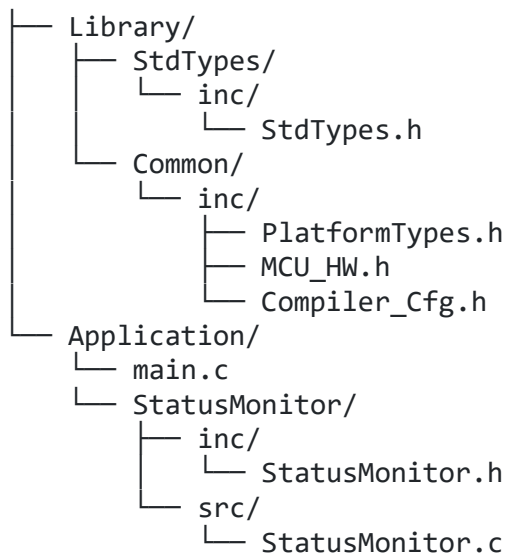 ├── Library/
│   ├── StdTypes/
│   │   └── inc/
│   │       └── StdTypes.h
│   └── Common/
│       └── inc/
│           ├── PlatformTypes.h
│           ├── MCU_HW.h
│           └── Compiler_Cfg.h
└── Application/
    └── main.c
    └── StatusMonitor/
        ├── inc/
        │   └── StatusMonitor.h
        └── src/
            └── StatusMonitor.c